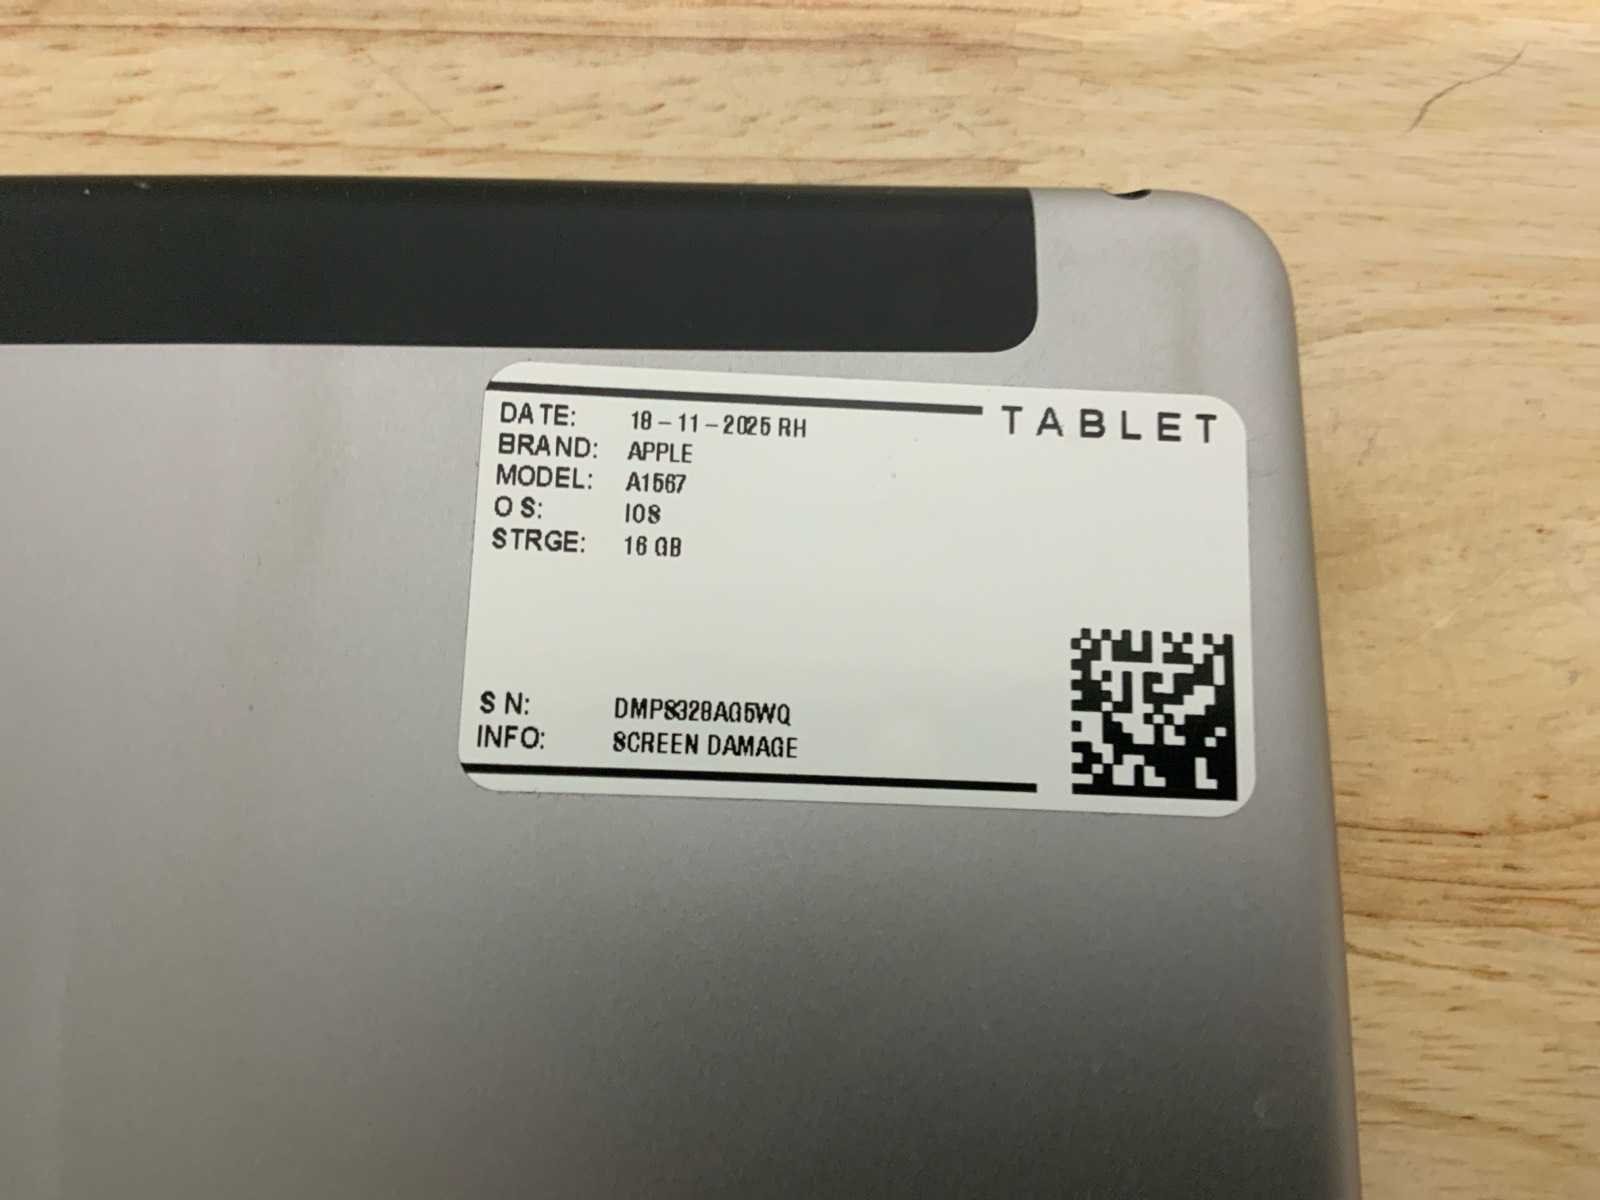 TABLET
DATE: 18-11-2025 RH
BRAND: APPLE
MODEL: A1567
OS: IOS
STRGE: 16 GB
SN: DMPS328AG5WQ
INFO: SCREEN DAMAGE